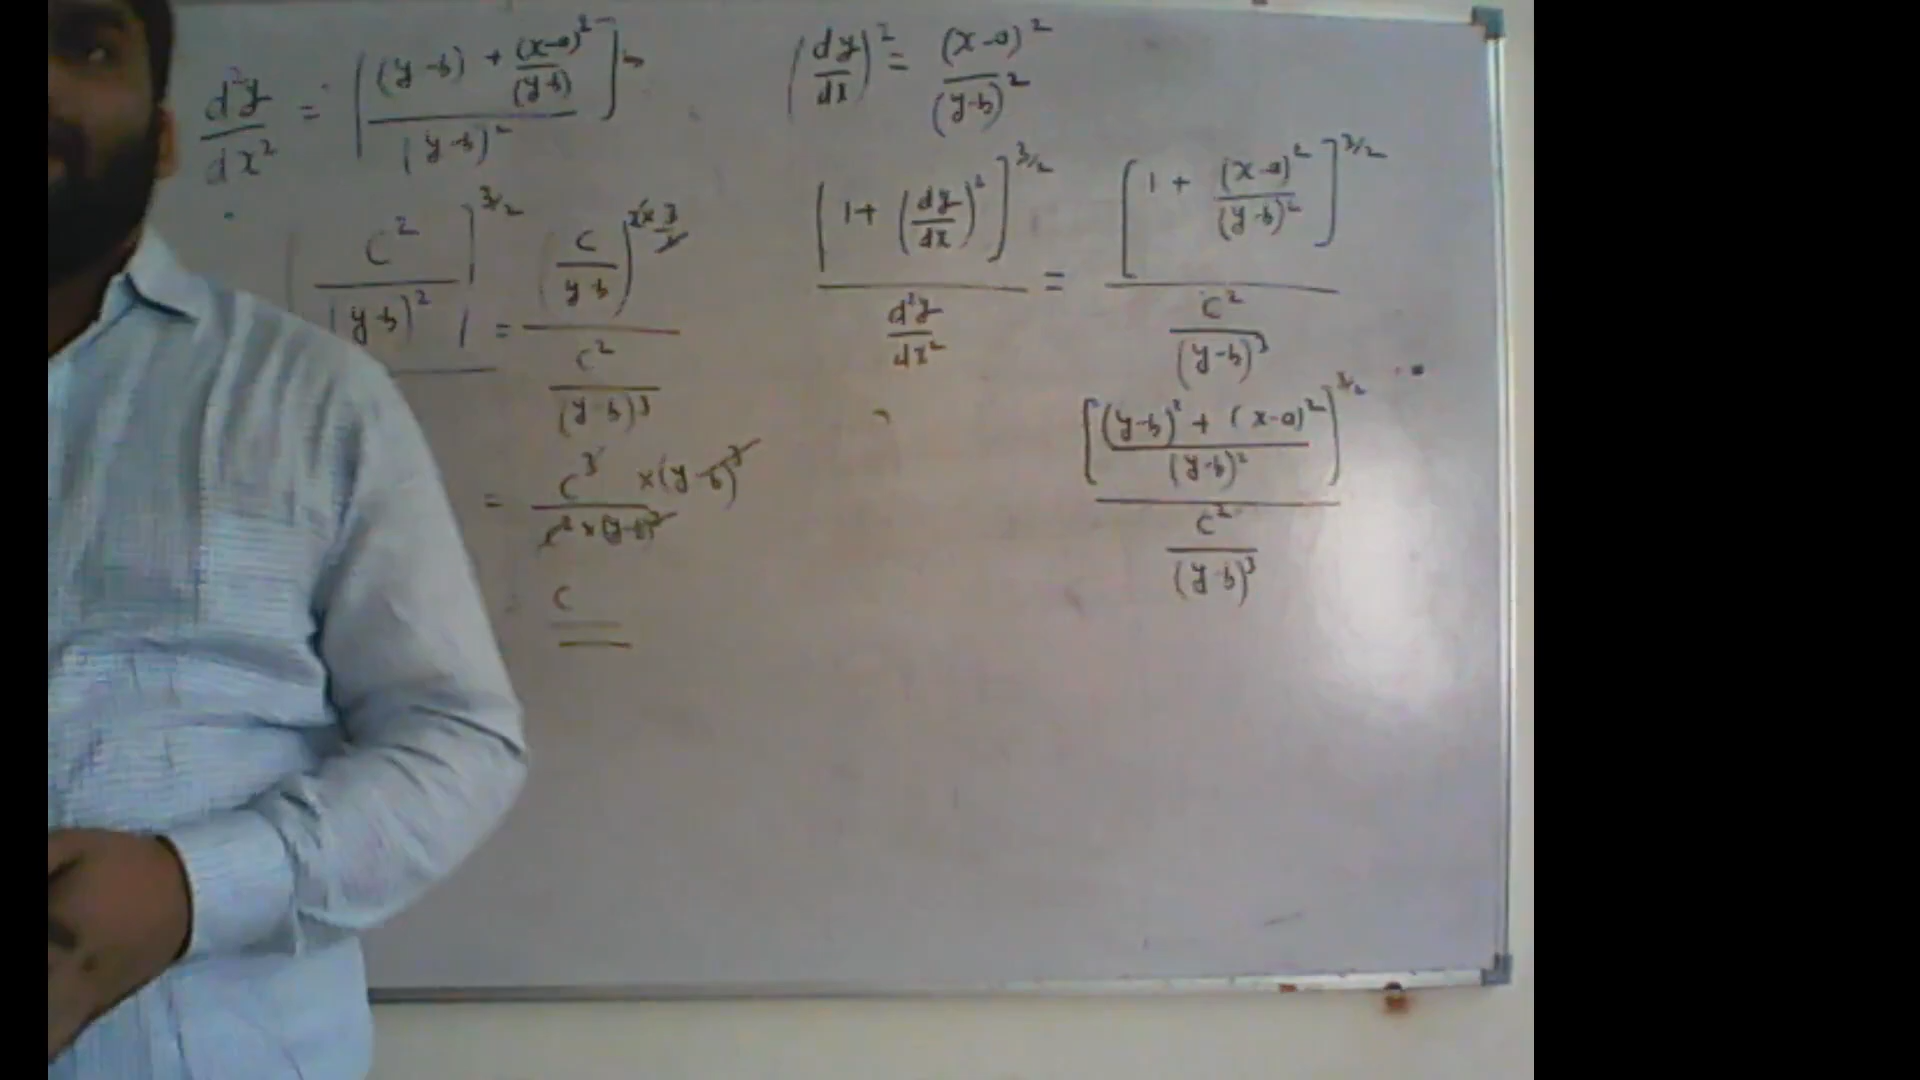 d²y/dx² = -[((y-b) + (x-a)²/(y-b)) / (y-b)²]
(dy/dx)² = (x-a)²/(y-b)²
[1 + (dy/dx)²]^3/2 / (d²y/dx²) = [1 + (x-a)²/(y-b)²]^3/2 / (c²/(y-b)³)
[((y-b)² + (x-a)²)/(y-b)²]^3/2 / (c²/(y-b)³)
[c²/(y-b)²]^3/2 = (c/(y-b))^2×3/2 / (c²/(y-b)³)
= c³ × (y-b)³ / c² × (y-b)³
= c